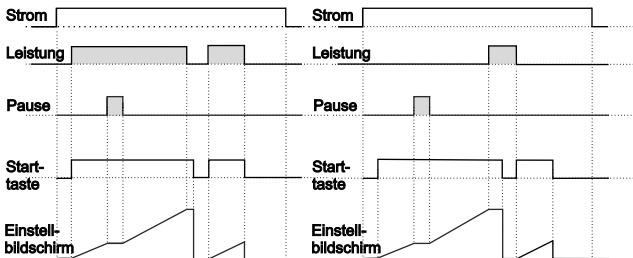 Strom
Leistung
Pause
Start-
taste
Einstell-
bildschirm
Strom
Leistung
Pause
Start-
taste
Einstell-
bildschirm